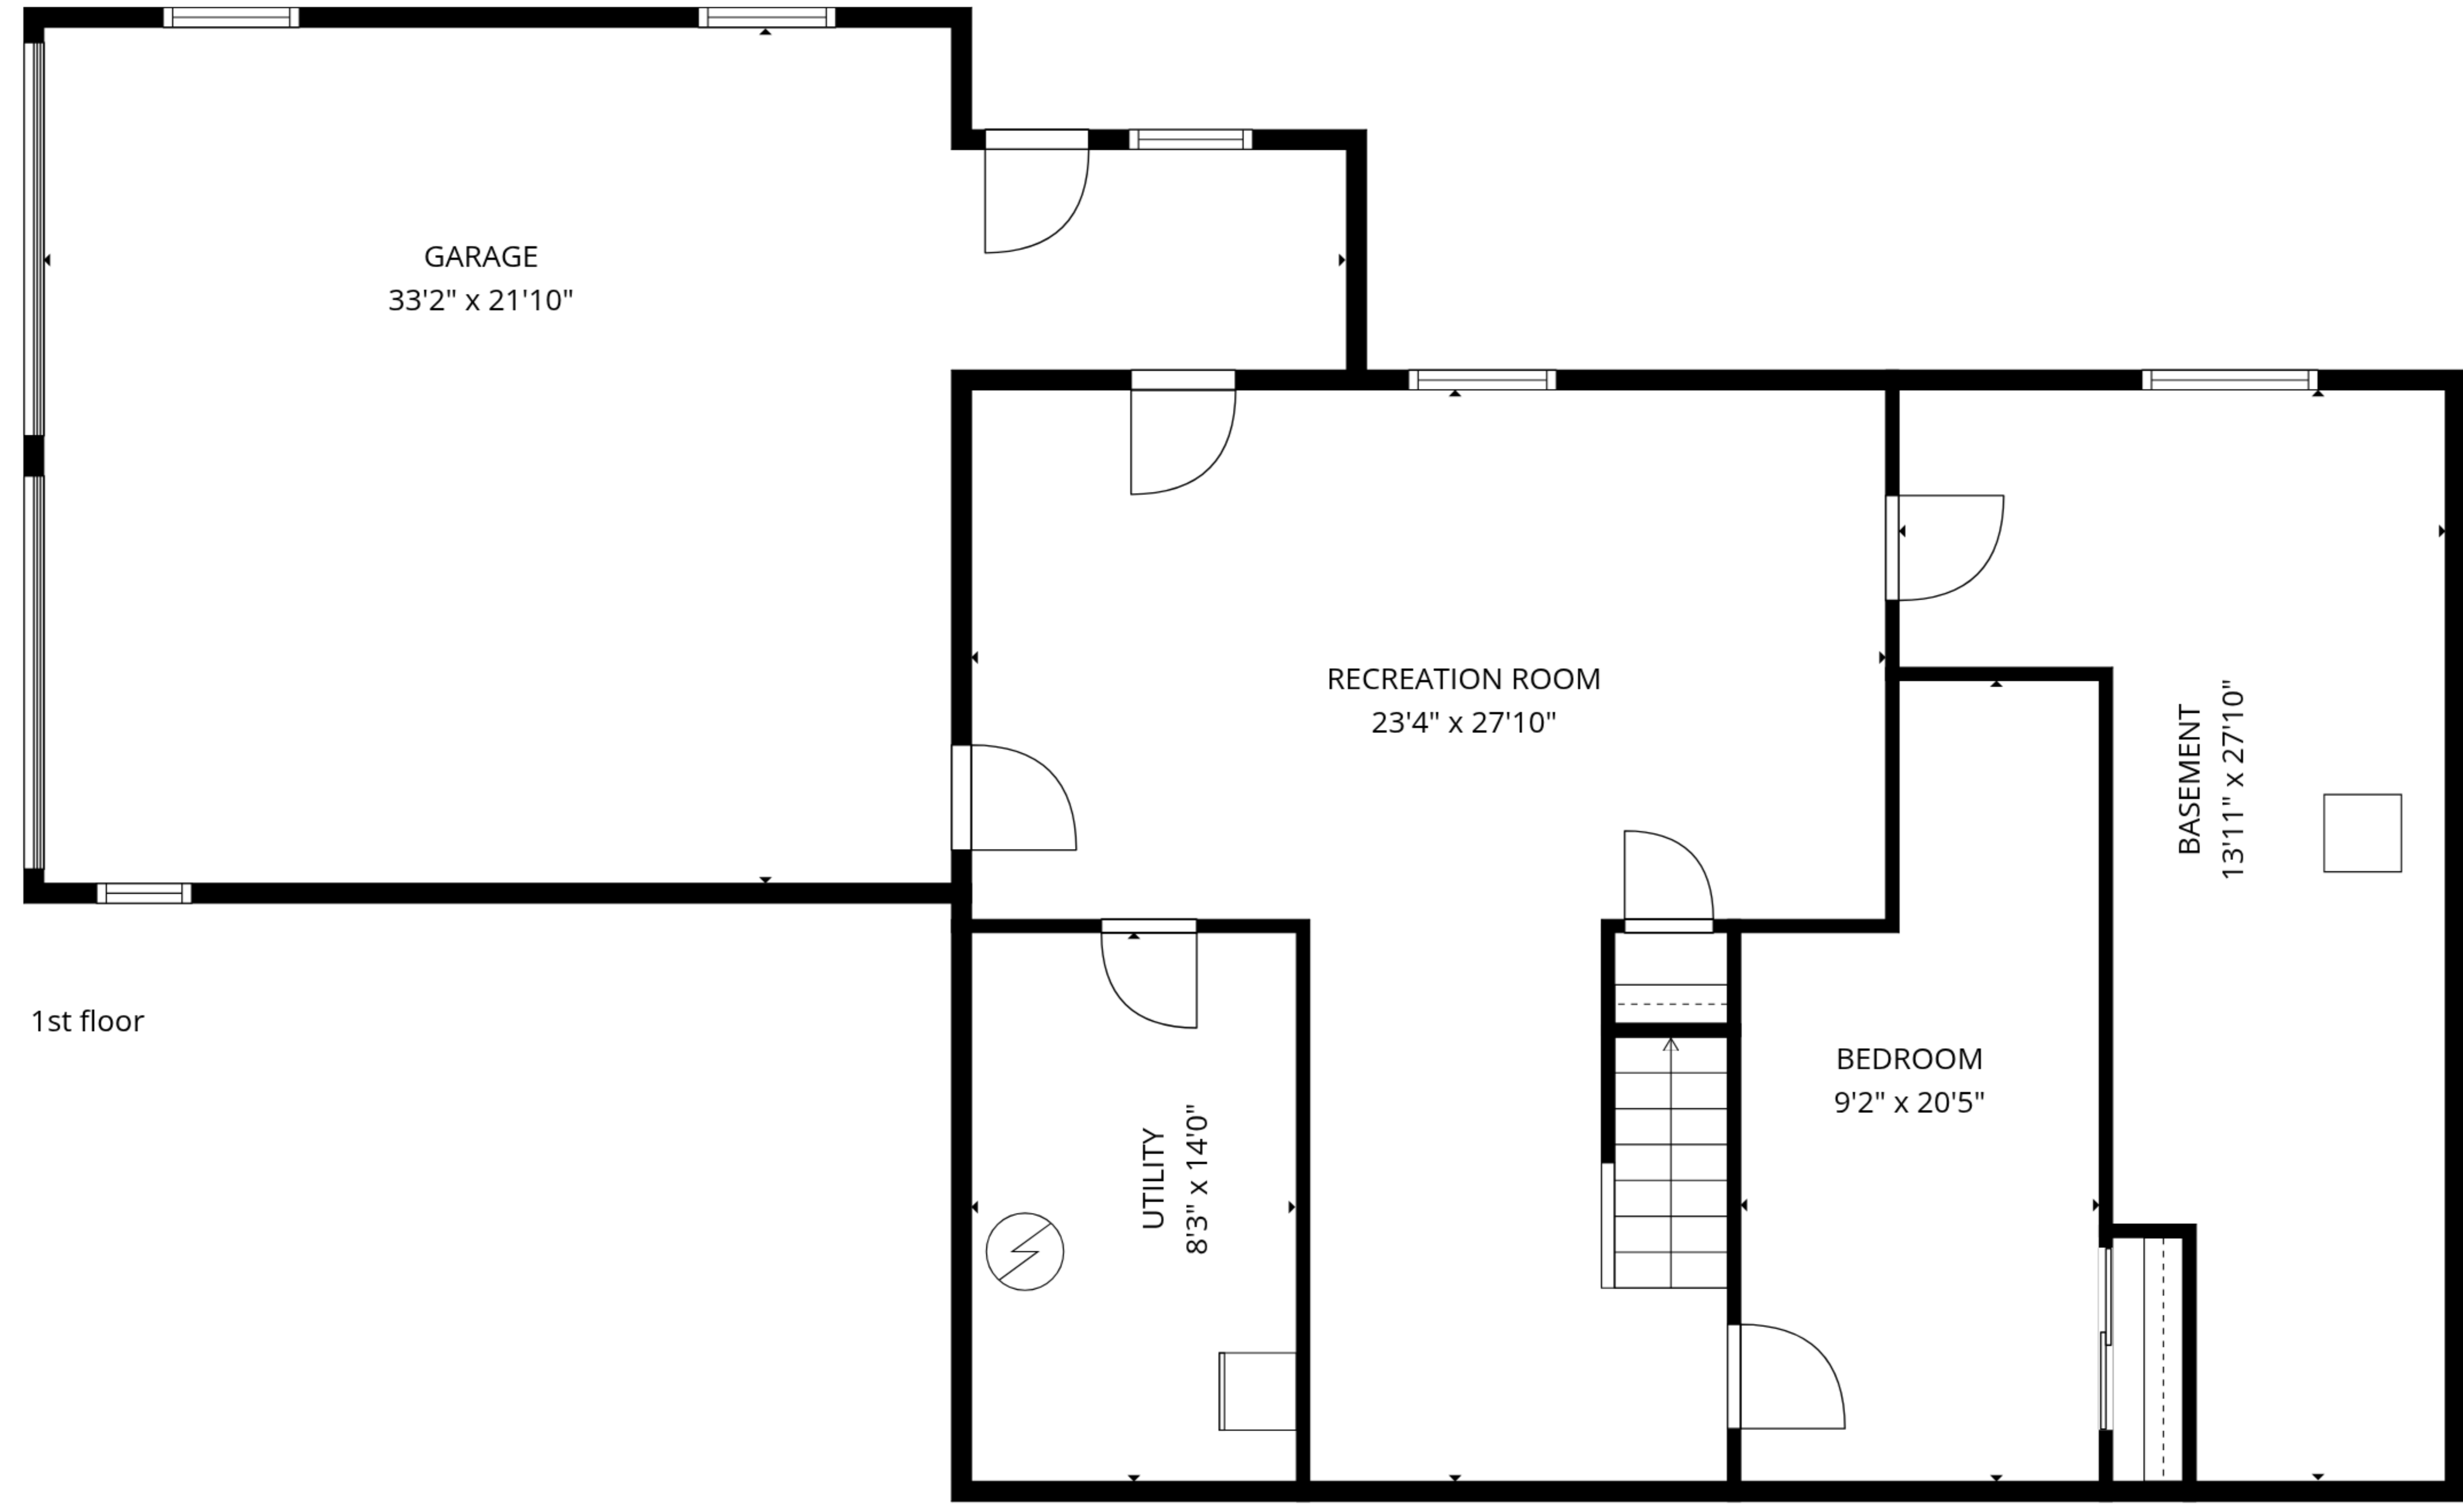 GARAGE
33'2" x 21'10"
RECREATION ROOM
23'4" x 27'10"
BASEMENT
13'11" x 27'10"
1st floor
UTILITY
8'3" x 14'0"
BEDROOM
9'2" x 20'5"